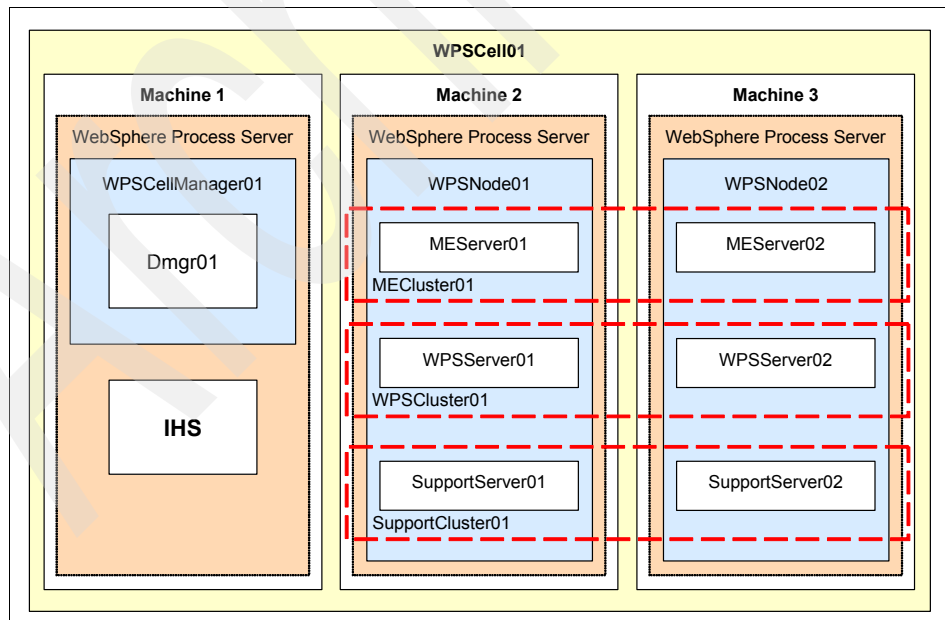 WPSCell01
Machine 1
WebSphere Process Server
WPSCellManager01
Dmgr01
IHS
Machine 2
WebSphere Process Server
WPSNode01
MEServer01
MECluster01
WPSServer01
WPSCluster01
SupportServer01
SupportCluster01
Machine 3
WebSphere Process Server
WPSNode02
MEServer02
WPSServer02
SupportServer02